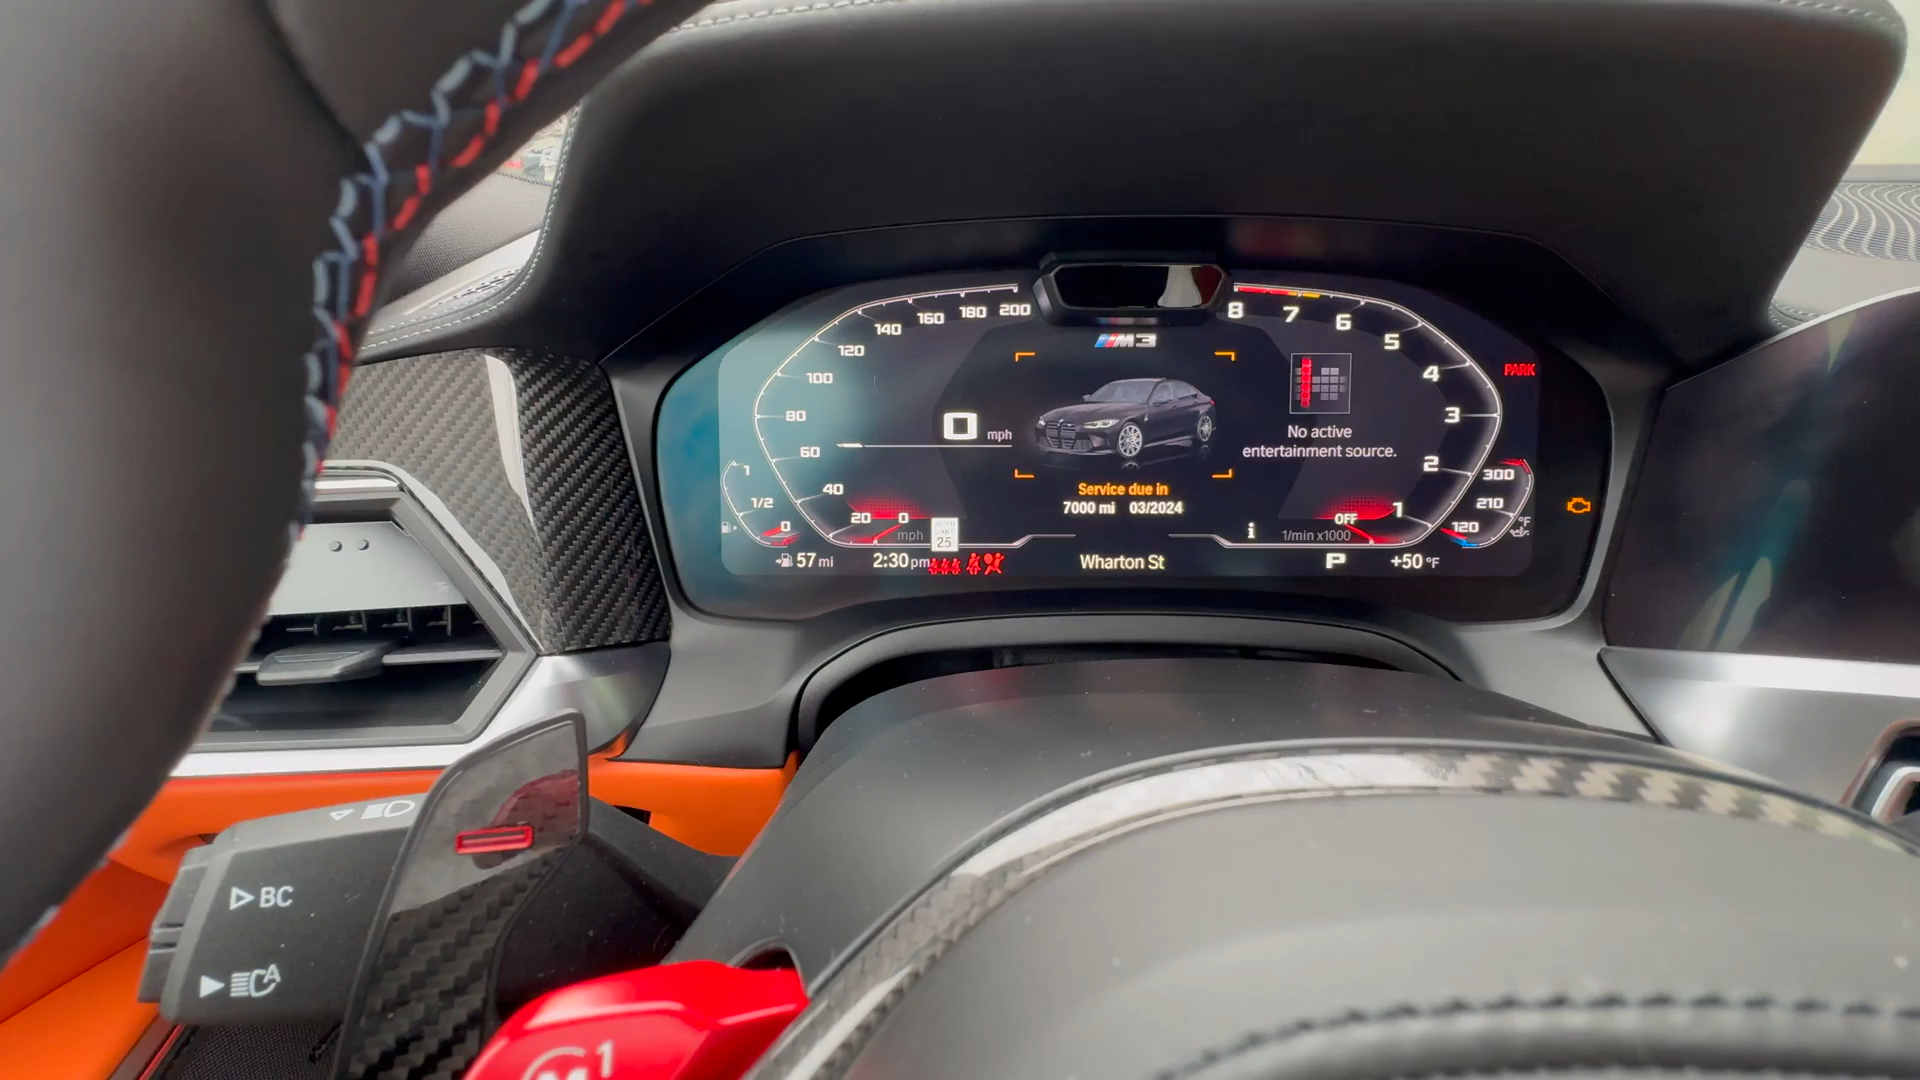 200
180
160
140
120
100
80
60
40
20
0
mph
0 mph
1
1/2
0
57 mi
2:30pm
25
M3
Service due in
7000 mi 03/2024
Wharton St
No active
entertainment source.
i
8
7
6
5
4
3
2
1
OFF
1/min x1000
P
PARK
300
210
120
°F
+50 °F
BC
A
M1